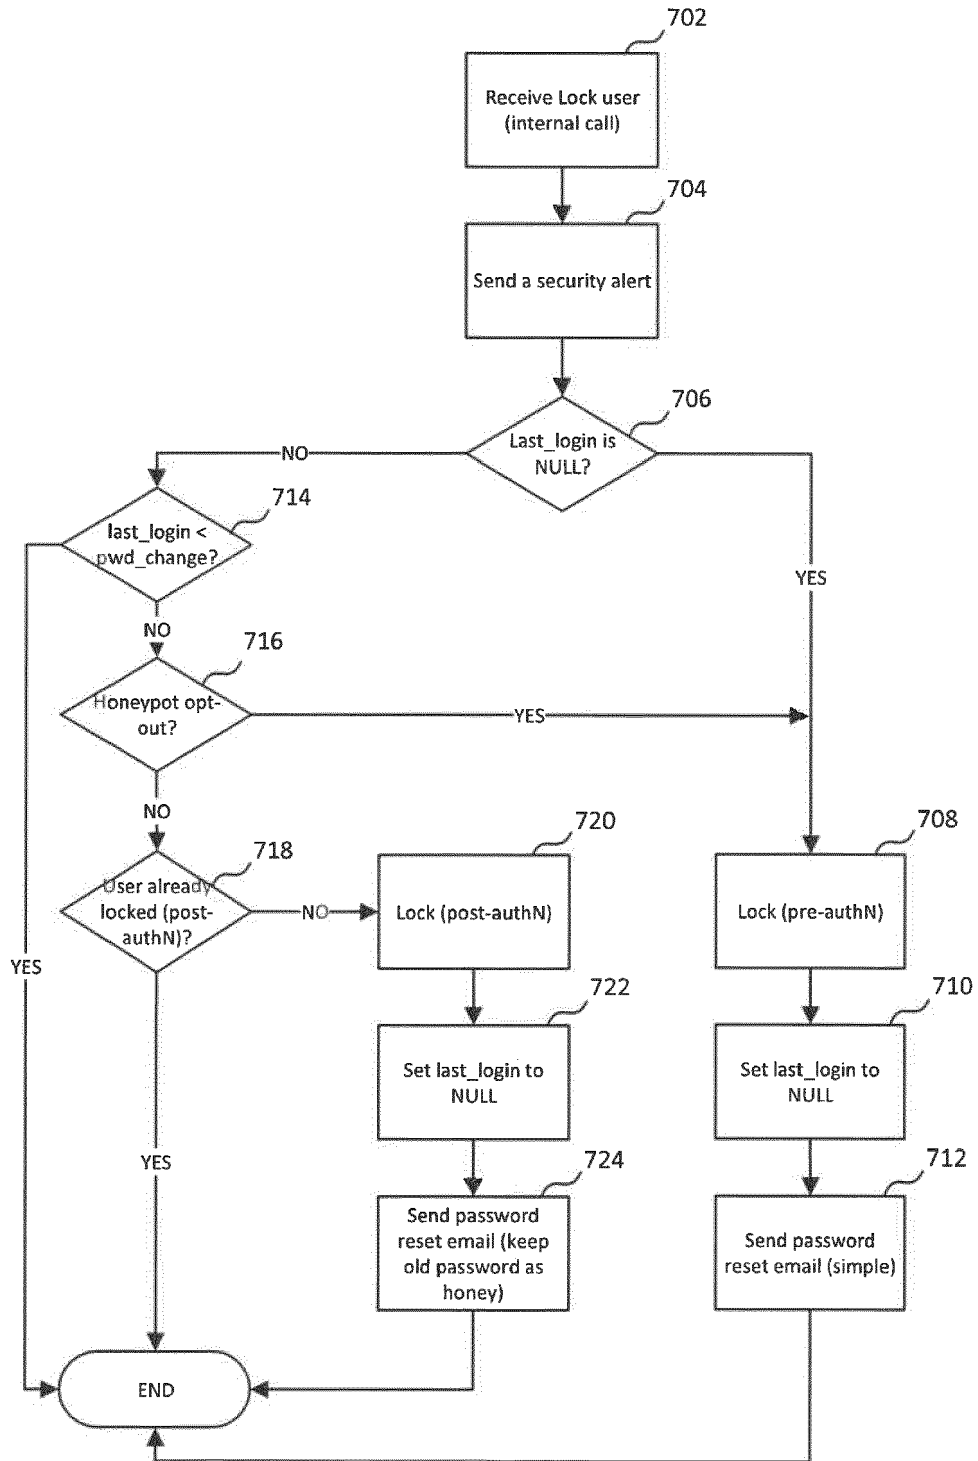 702
Receive Lock user
(internal call)
704
Send a security alert
706
Last_login is
NULL?
NO
714
last_login <
pwd_change?
YES
NO
716
Honeypot opt-
out?
YES
NO
718
User already
locked (post-
authN)?
NO
720
Lock (post-authN)
708
Lock (pre-authN)
YES
722
Set last_login to
NULL
710
Set last_login to
NULL
YES
724
Send password
reset email (keep
old password as
honey)
712
Send password
reset email (simple)
END